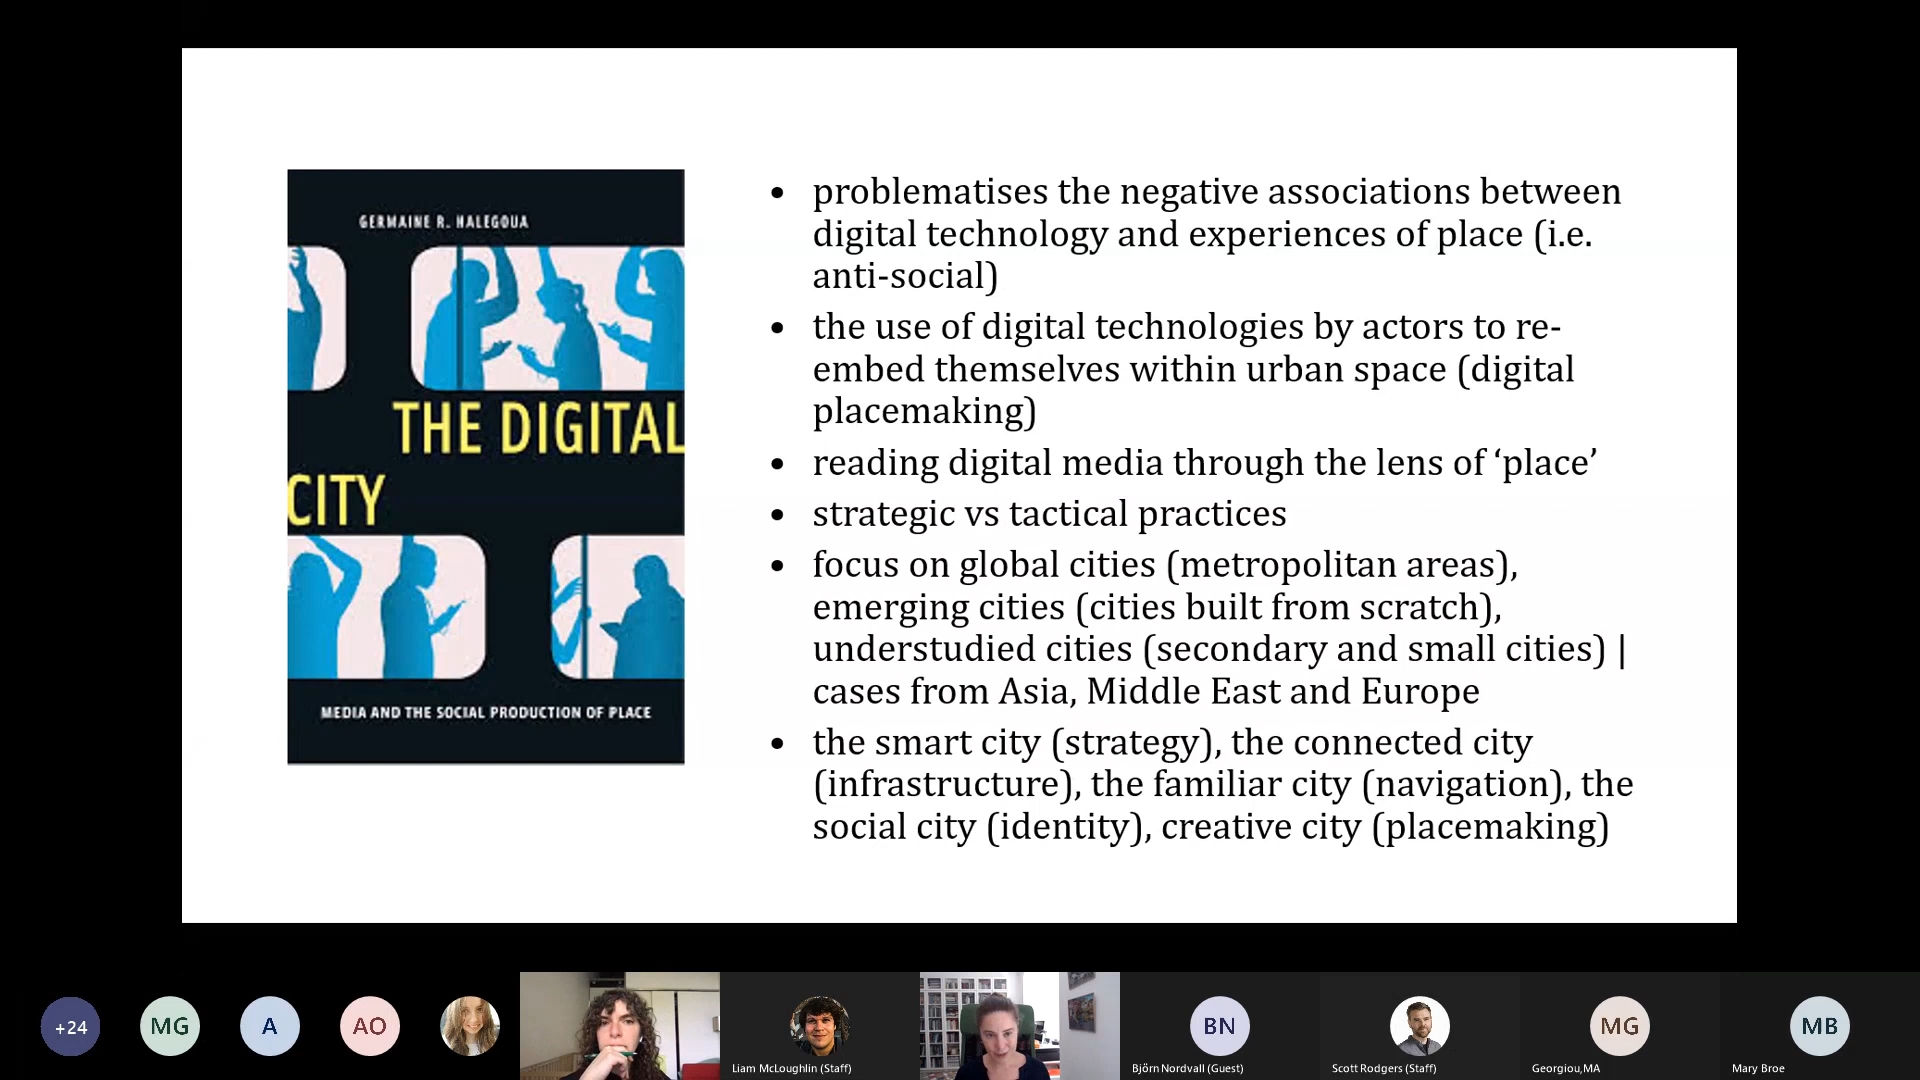 GERMAINE R. HALEGOUA
THE DIGITAL
CITY
MEDIA AND THE SOCIAL PRODUCTION OF PLACE
• problematises the negative associations between
digital technology and experiences of place (i.e.
anti-social)
• the use of digital technologies by actors to re-
embed themselves within urban space (digital
placemaking)
• reading digital media through the lens of ‘place’
• strategic vs tactical practices
• focus on global cities (metropolitan areas),
emerging cities (cities built from scratch),
understudied cities (secondary and small cities) |
cases from Asia, Middle East and Europe
• the smart city (strategy), the connected city
(infrastructure), the familiar city (navigation), the
social city (identity), creative city (placemaking)
+24
MG
A
AO
Liam McLoughlin (Staff)
BN
Björn Nordvall (Guest)
Scott Rodgers (Staff)
MG
Georgiou,MA
MB
Mary Broe